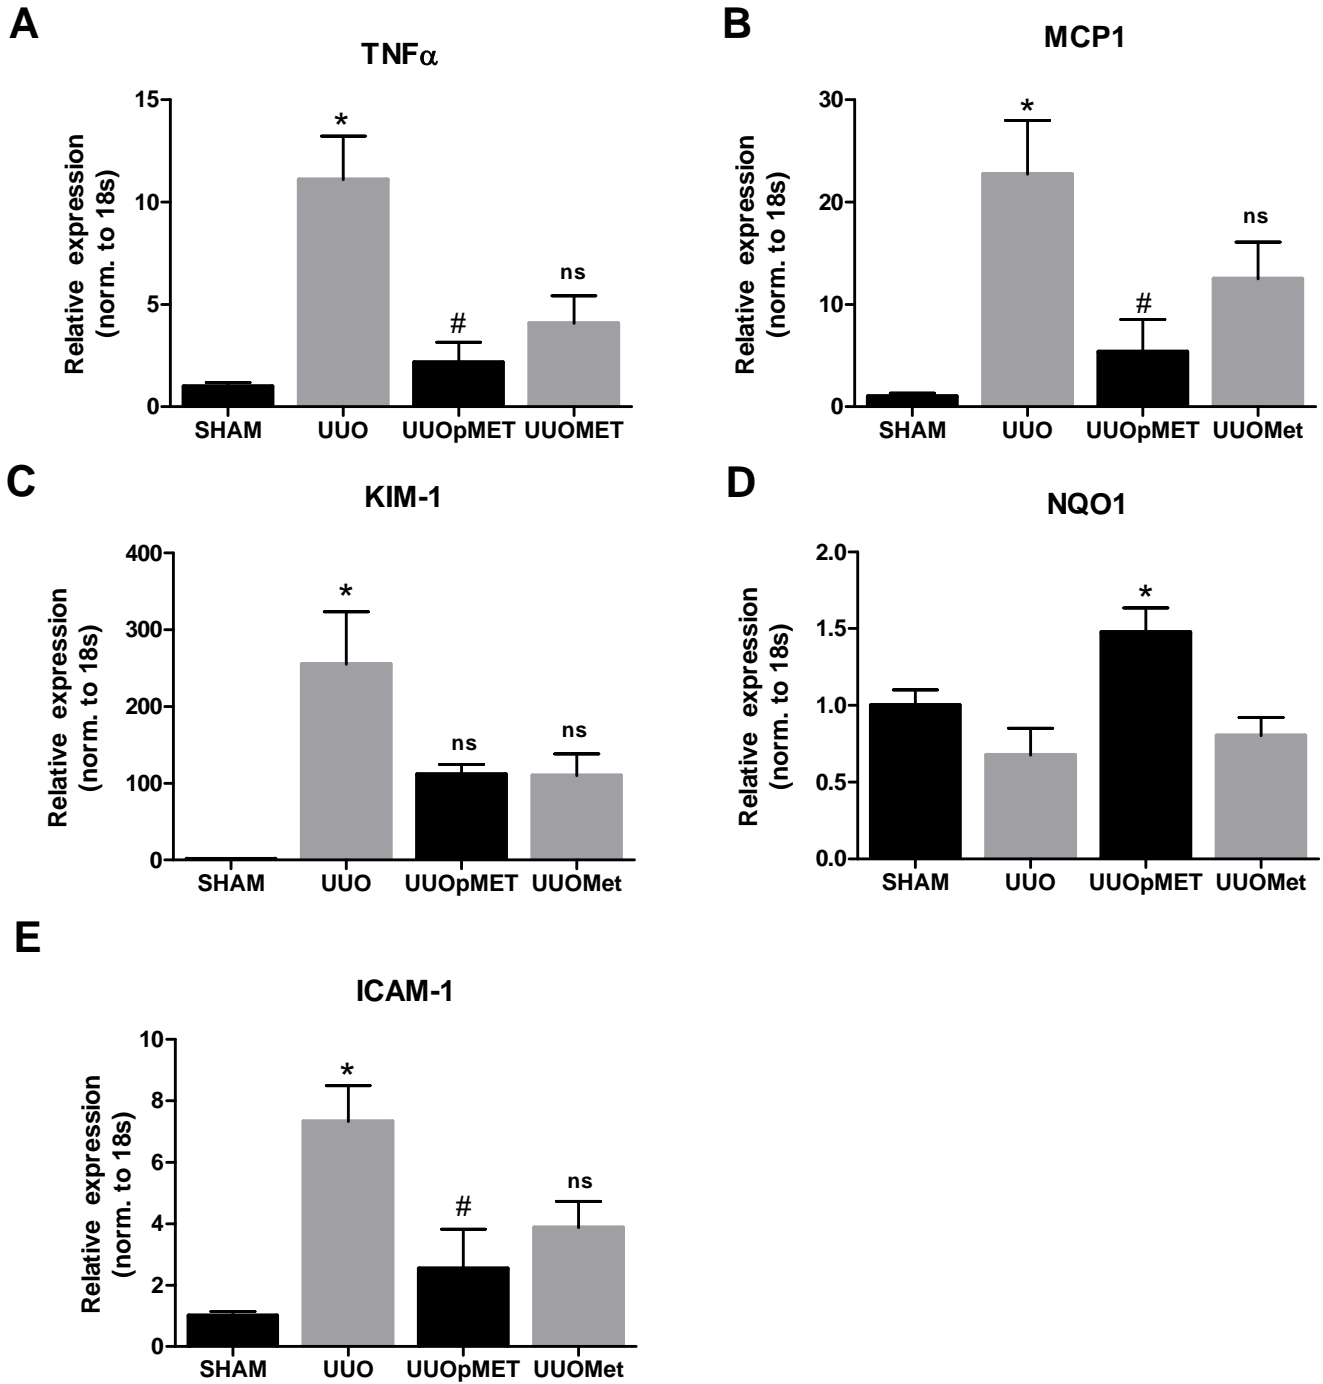 A
TNFα
Relative expression
(norm. to 18s)
15
10
5
0
*
#
ns
SHAM UUO UUOpMET UUOMET
B
MCP1
Relative expression
(norm. to 18s)
30
20
10
0
*
#
ns
SHAM UUO UUOpMET UUOMet
C
KIM-1
Relative expression
(norm. to 18s)
400
300
200
100
0
*
ns
ns
SHAM UUO UUOpMET UUOMet
D
NQO1
Relative expression
(norm. to 18s)
2.0
1.5
1.0
0.5
0.0
*
SHAM UUO UUOpMET UUOMet
E
ICAM-1
Relative expression
(norm. to 18s)
10
8
6
4
2
0
*
#
ns
SHAM UUO UUOpMET UUOMet